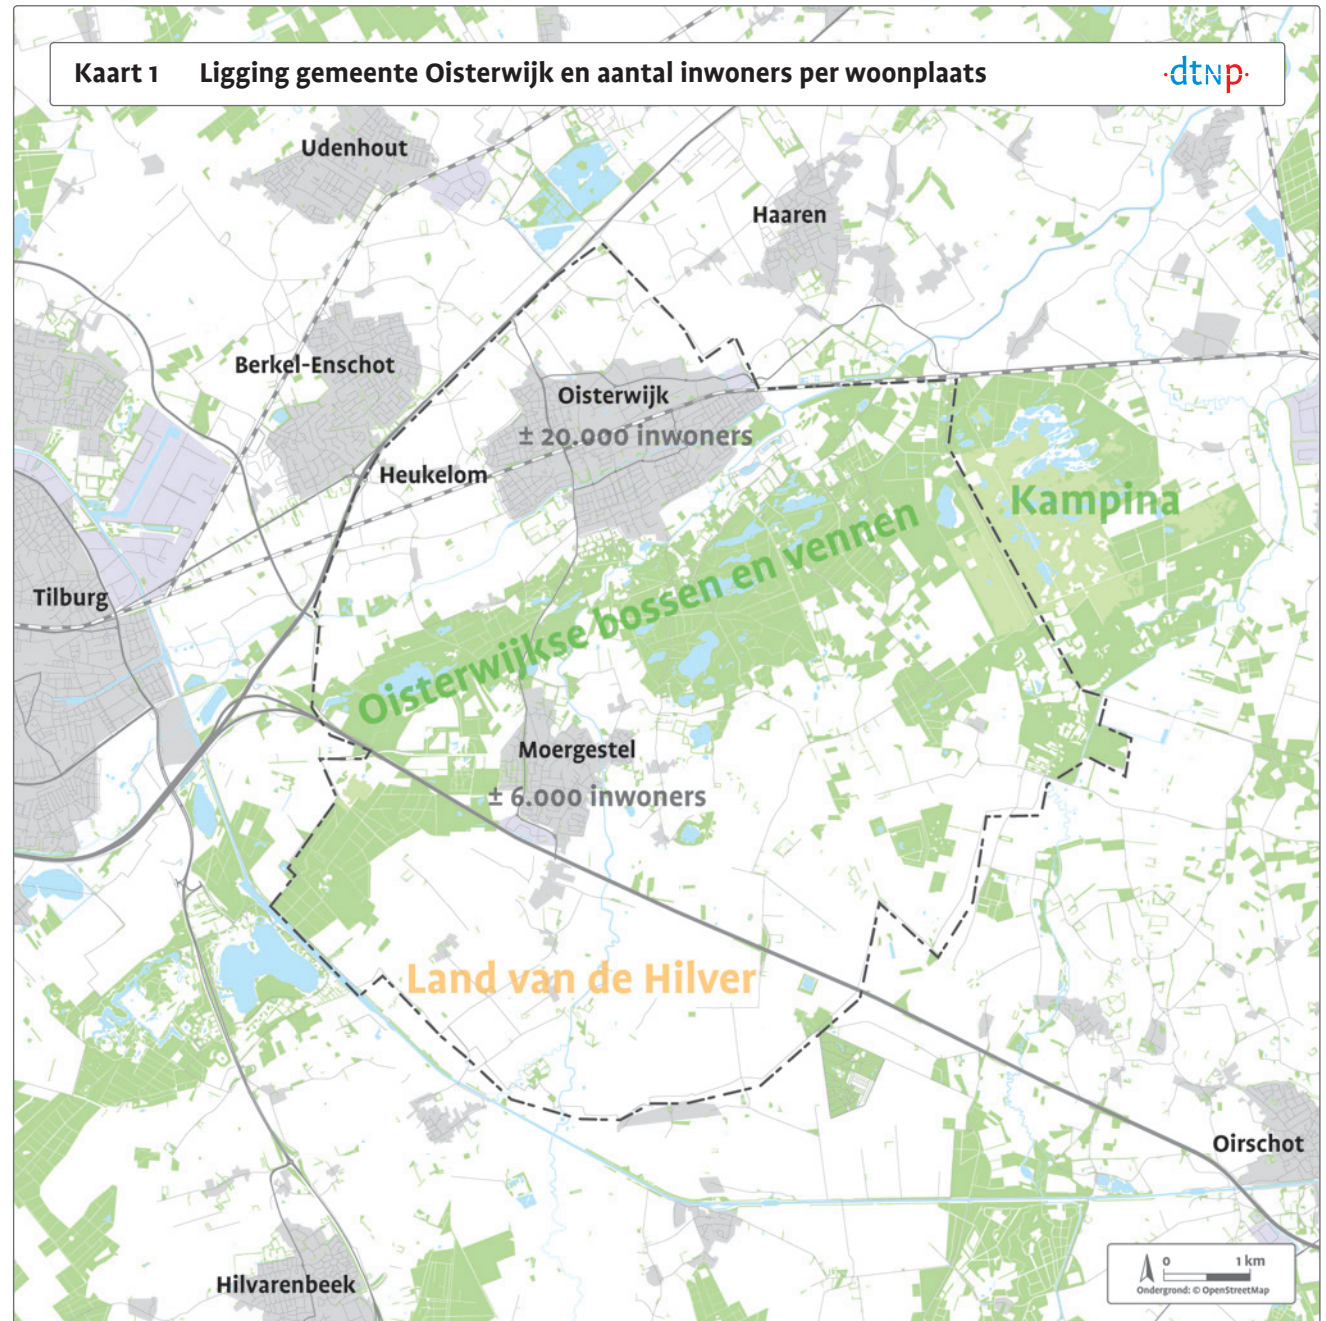 Kaart 1 Ligging gemeente Oisterwijk en aantal inwoners per woonplaats
·dtNp·
Udenhout
Haaren
Berkel-Enschot
Oisterwijk
± 20.000 inwoners
Heukelom
Kampina
Tilburg
Oisterwijkse bossen en vennen
Moergestel
± 6.000 inwoners
Land van de Hilver
Oirschot
Hilvarenbeek
0 1 km
Ondergrond: © OpenStreetMap